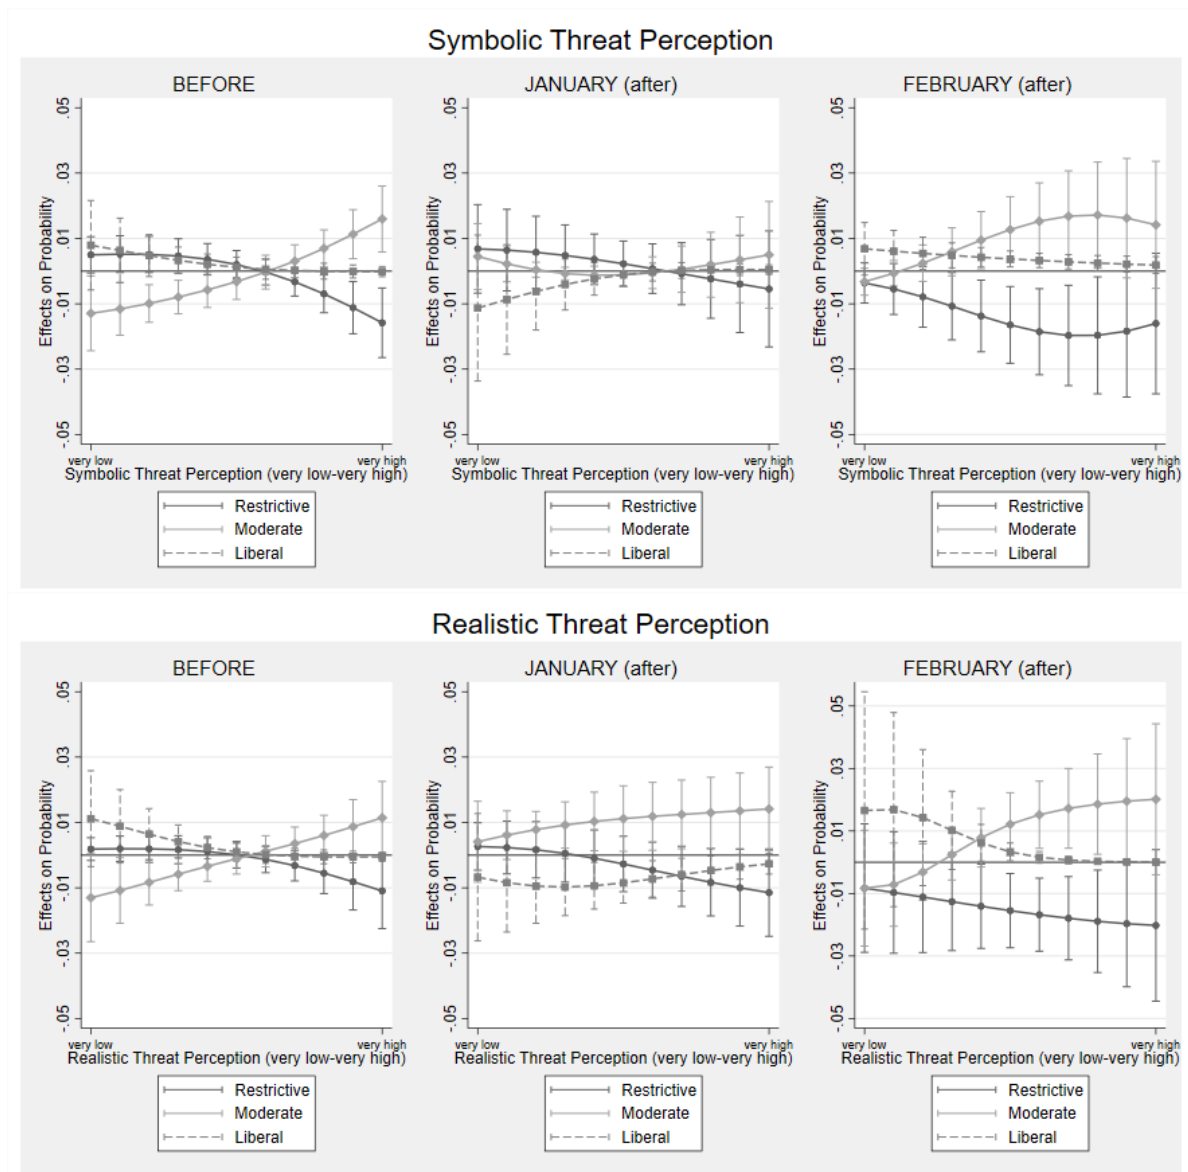 Symbolic Threat Perception
BEFORE
JANUARY (after)
FEBRUARY (after)
Effects on Probability
.05
.03
.01
-.01
-.03
-.05
very low
very high
Symbolic Threat Perception (very low-very high)
Restrictive
Moderate
Liberal
Effects on Probability
.05
.03
.01
-.01
-.03
-.05
very low
very high
Symbolic Threat Perception (very low-very high)
Restrictive
Moderate
Liberal
Effects on Probability
.05
.03
.01
-.01
-.03
-.05
very low
very high
Symbolic Threat Perception (very low-very high)
Restrictive
Moderate
Liberal
Realistic Threat Perception
BEFORE
JANUARY (after)
FEBRUARY (after)
Effects on Probability
.05
.03
.01
-.01
-.03
-.05
very low
very high
Realistic Threat Perception (very low-very high)
Restrictive
Moderate
Liberal
Effects on Probability
.05
.03
.01
-.01
-.03
-.05
very low
very high
Realistic Threat Perception (very low-very high)
Restrictive
Moderate
Liberal
Effects on Probability
.05
.03
.01
-.01
-.03
-.05
very low
very high
Realistic Threat Perception (very low-very high)
Restrictive
Moderate
Liberal